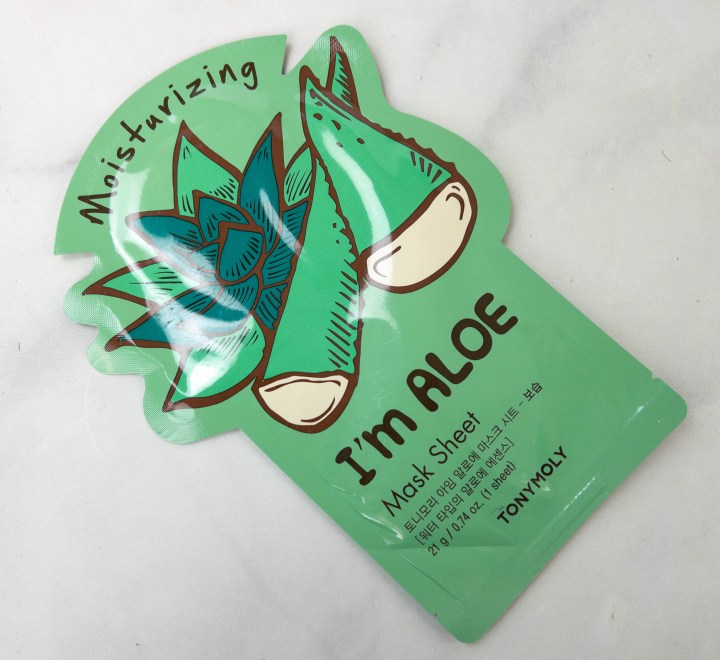 Moisturizing
I'm ALOE
Mask Sheet
토니모리 아임 알로에 마스크 시트 - 보습
[워터 타입의 알로에 에센스]
21 g / 0.74 oz. (1 sheet)
TONYMOLY